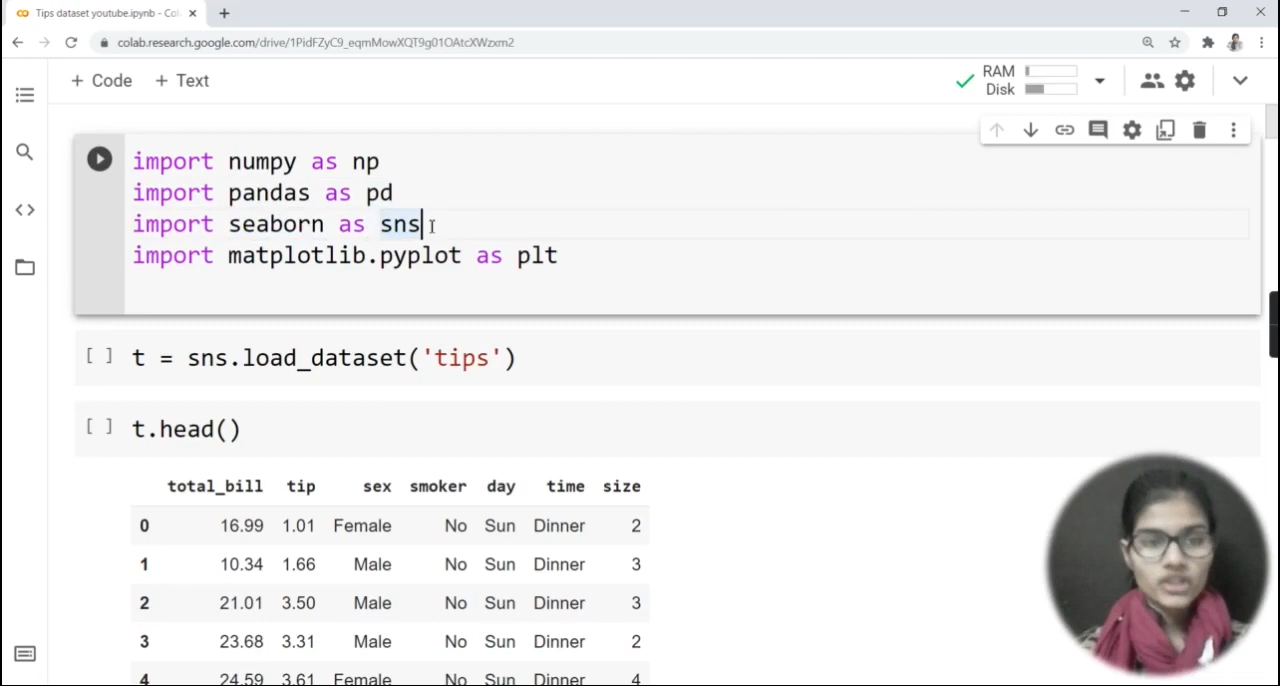 Tips dataset youtube.ipynb - Col
colab.research.google.com/drive/1PidFZyC9_eqmMowXQT9g01OAtcXWzxm2
+ Code + Text
RAM
Disk
import numpy as np
import pandas as pd
import seaborn as sns
import matplotlib.pyplot as plt
[ ] t = sns.load_dataset('tips')
[ ] t.head()
total_bill tip sex smoker day time size
0 16.99 1.01 Female No Sun Dinner 2
1 10.34 1.66 Male No Sun Dinner 3
2 21.01 3.50 Male No Sun Dinner 3
3 23.68 3.31 Male No Sun Dinner 2
4 24.59 3.61 Female No Sun Dinner 4